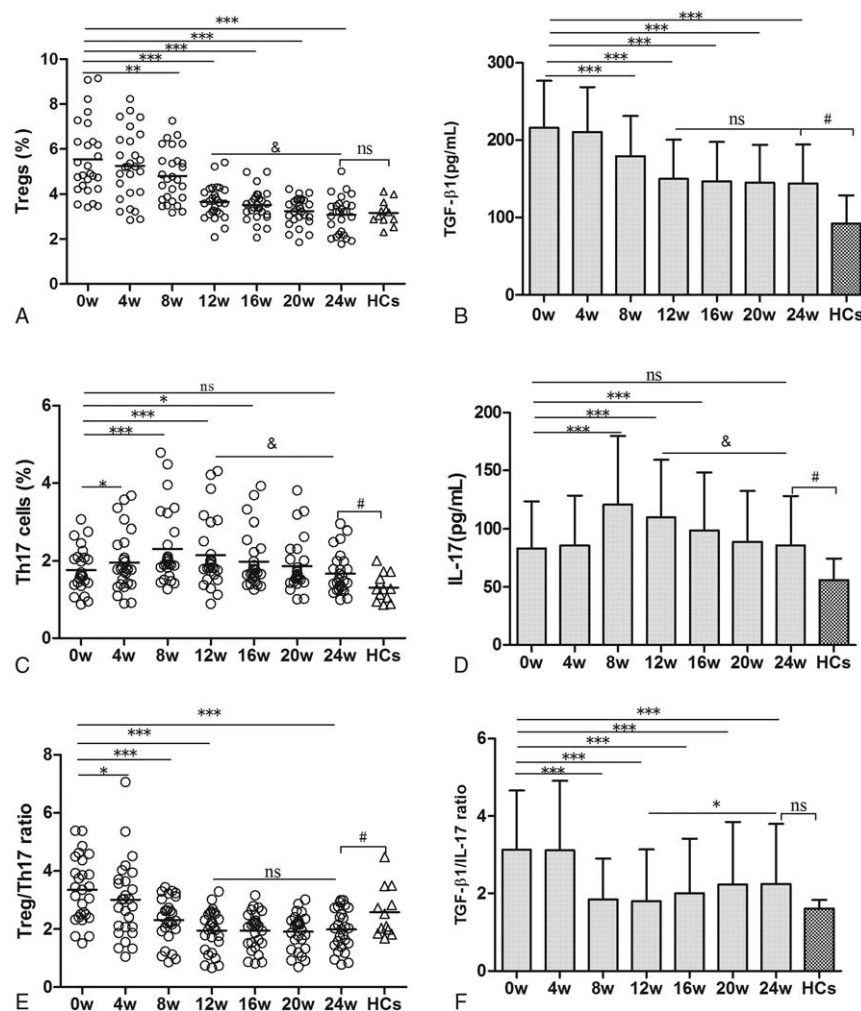 ***
***
***
***
**
&
ns
Tregs (%)
10
8
6
4
2
0
0w 4w 8w 12w 16w 20w 24w HCs
A
***
***
***
***
***
ns
#
TGF-β1(pg/mL)
300
200
100
0
0w 4w 8w 12w 16w 20w 24w HCs
B
ns
*
***
***
*
&
#
Th17 cells (%)
6
4
2
0
0w 4w 8w 12w 16w 20w 24w HCs
C
ns
***
***
***
&
#
IL-17(pg/mL)
200
150
100
50
0
0w 4w 8w 12w 16w 20w 24w HCs
D
***
***
***
*
ns
#
Treg/Th17 ratio
8
6
4
2
0
0w 4w 8w 12w 16w 20w 24w HCs
E
***
***
***
***
***
*
ns
TGF-β1/IL-17 ratio
6
4
2
0
0w 4w 8w 12w 16w 20w 24w HCs
F